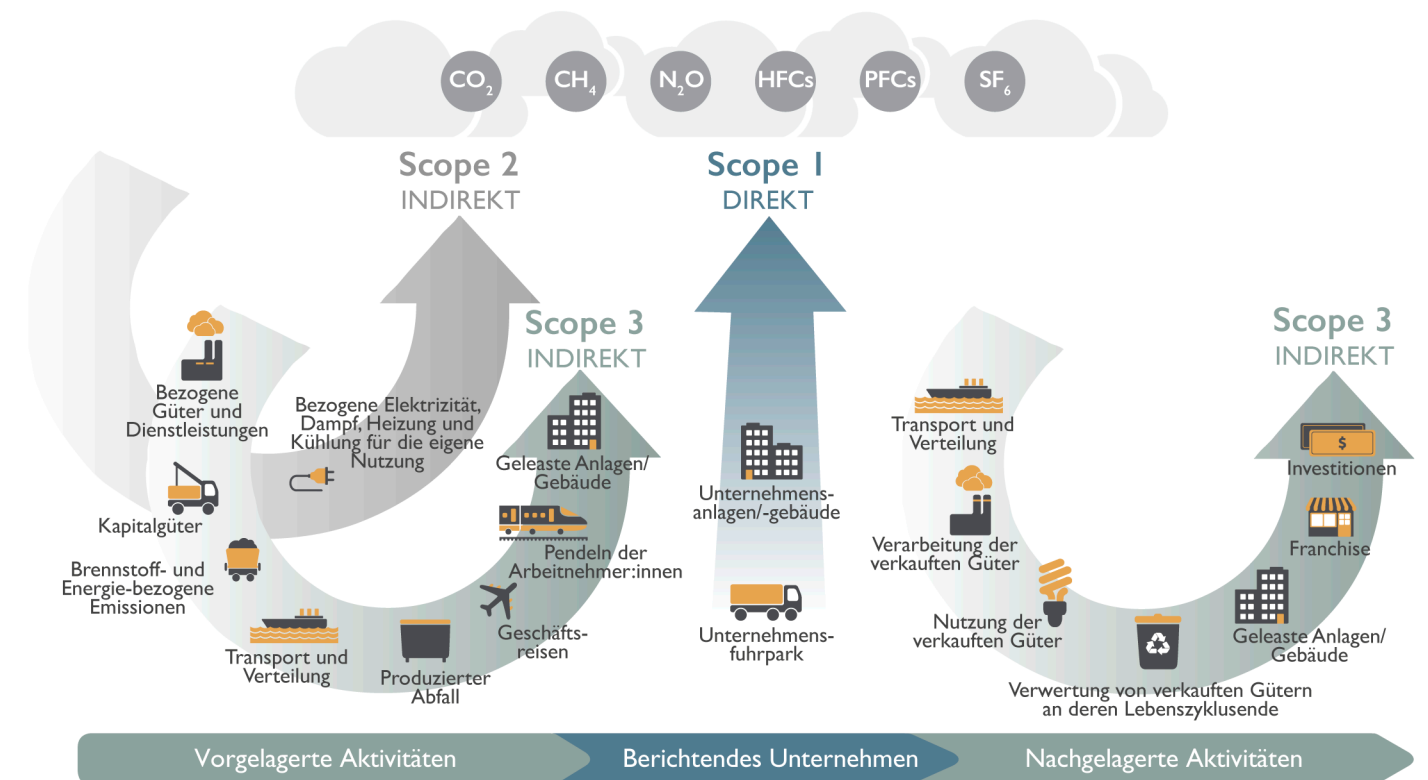 CO₂
CH₄
N₂O
HFCs
PFCs
SF₆
Scope 2
INDIREKT
Scope 1
DIREKT
Scope 3
INDIREKT
Scope 3
INDIREKT
Bezogene
Güter und
Dienstleistungen
Kapitalgüter
Brennstoff- und
Energie-bezogene
Emissionen
Transport und
Verteilung
Produzierter
Abfall
Geschäfts-
reisen
Pendeln der
Arbeitnehmer:innen
Geleaste Anlagen/
Gebäude
Bezogene Elektrizität,
Dampf, Heizung und
Kühlung für die eigene
Nutzung
Unternehmens-
anlagen/-gebäude
Unternehmens-
fuhrpark
Transport und
Verteilung
Verarbeitung der
verkauften Güter
Nutzung der
verkauften Güter
Verwertung von verkauften Gütern
an deren Lebenszyklusende
Geleaste Anlagen/
Gebäude
Franchise
$
Investitionen
Vorgelagerte Aktivitäten
Berichtendes Unternehmen
Nachgelagerte Aktivitäten